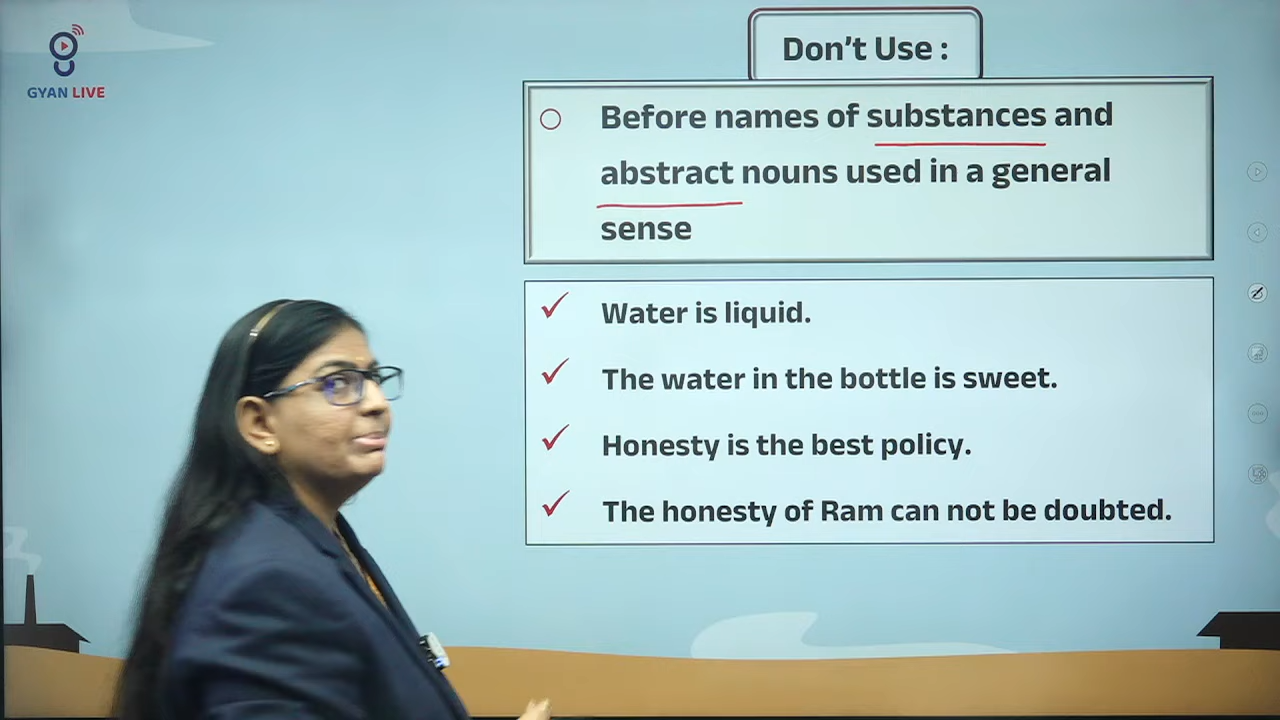 GYAN LIVE
Don't Use :
Before names of substances and
abstract nouns used in a general
sense
Water is liquid.
The water in the bottle is sweet.
Honesty is the best policy.
The honesty of Ram can not be doubted.